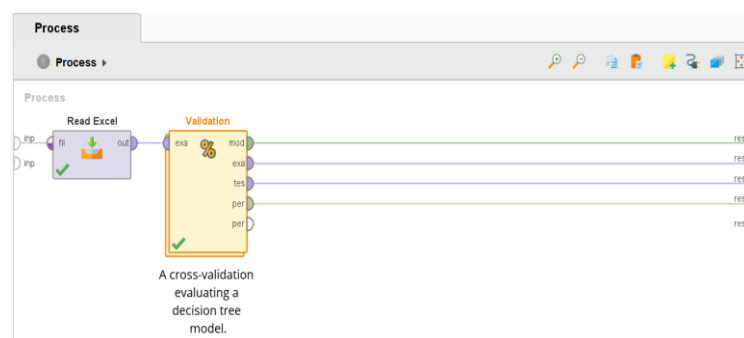 Process
Process
Process
Read Excel
Validation
inp
fil
out
exa
mod
res
inp
exa
res
tes
res
per
res
per
res
A cross-validation
evaluating a
decision tree
model.